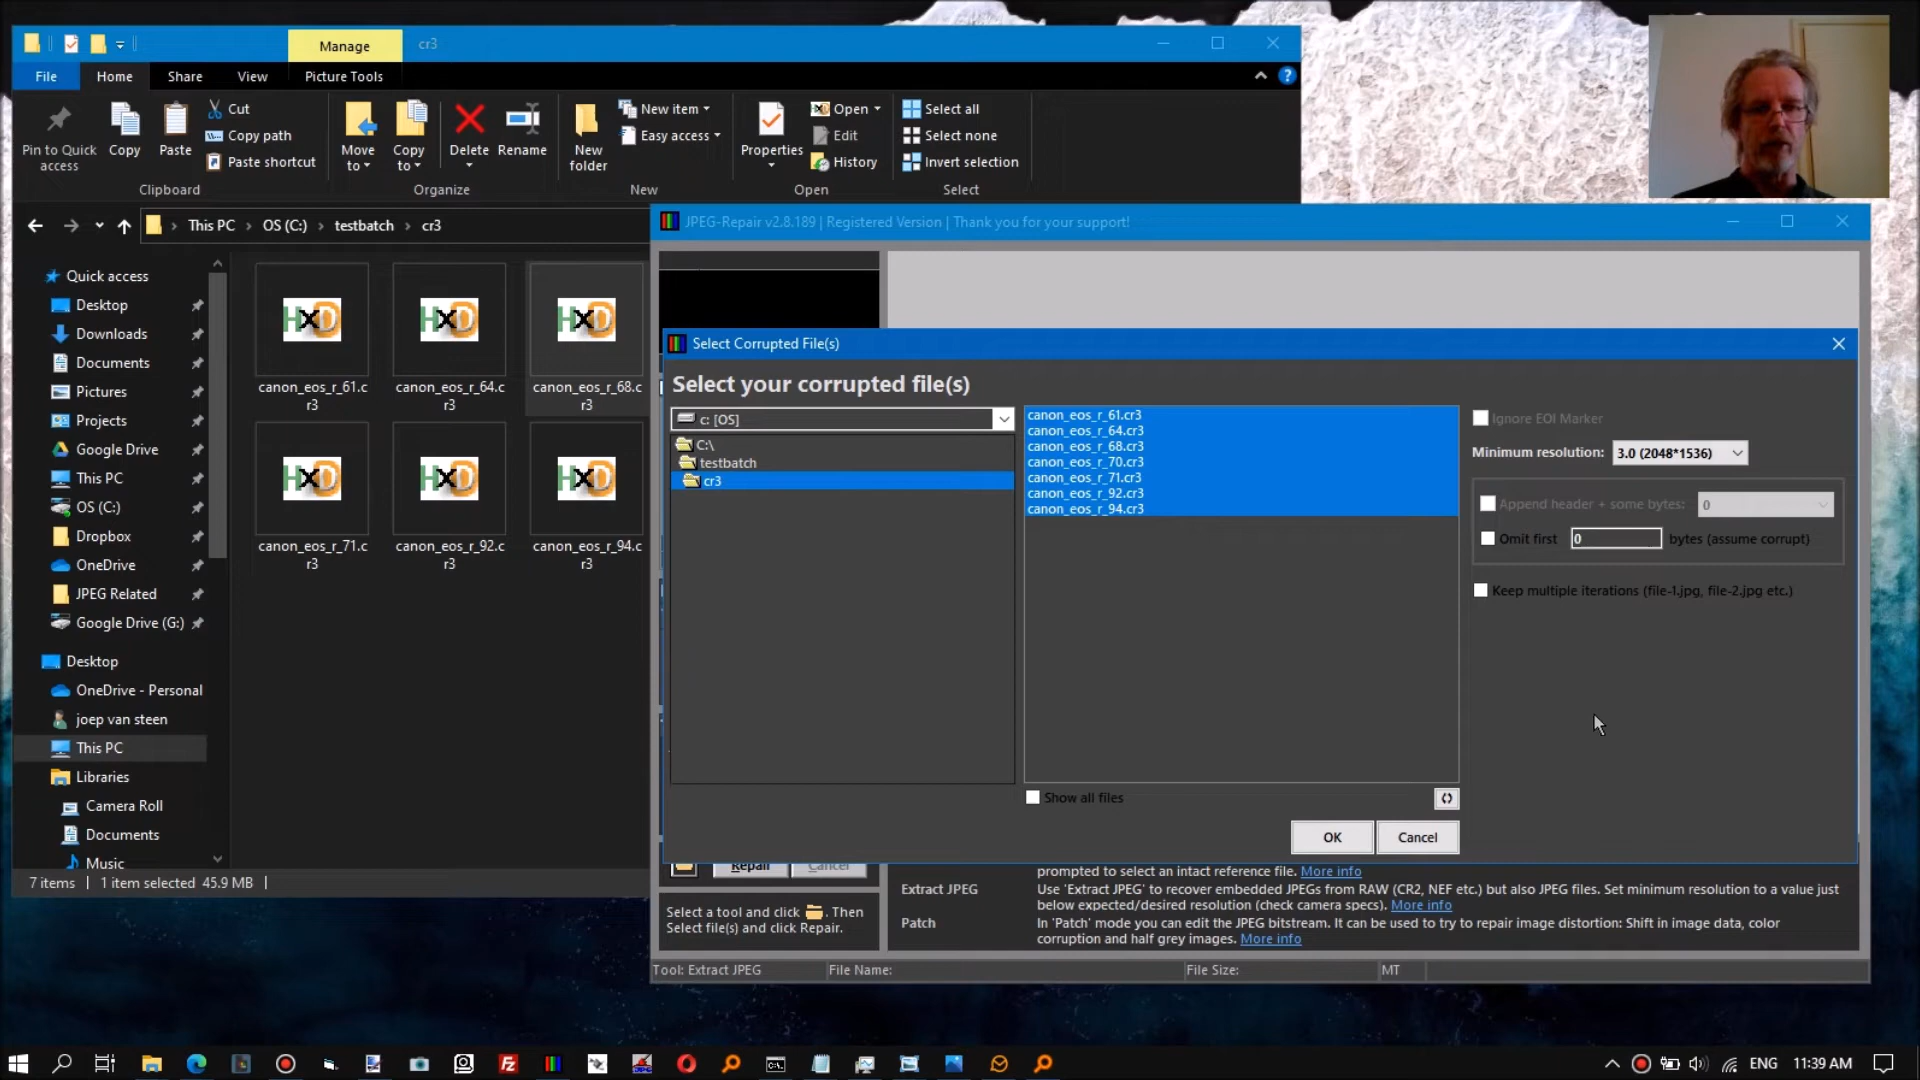 Manage
cr3
File
Home
Share
View
Picture Tools
Pin to Quick access
Copy
Paste
Cut
Copy path
Paste shortcut
Clipboard
Move to
Copy to
Delete
Rename
Organize
New folder
New item
Easy access
New
Properties
Open
Edit
History
Open
Select all
Select none
Invert selection
Select
This PC
OS (C:)
testbatch
cr3
Quick access
Desktop
Downloads
Documents
Pictures
Projects
Google Drive
This PC
OS (C:)
Dropbox
OneDrive
JPEG Related
Google Drive (G:)
Desktop
OneDrive - Personal
joep van steen
This PC
Libraries
Camera Roll
Documents
Music
HXD
HXD
HXD
canon_eos_r_61.c
r3
canon_eos_r_64.c
r3
canon_eos_r_68.c
r3
HXD
HXD
HXD
canon_eos_r_71.c
r3
canon_eos_r_92.c
r3
canon_eos_r_94.c
r3
7 items
1 item selected 45.9 MB
JPEG-Repair v2.8.189 | Registered Version | Thank you for your support!
Select Corrupted File(s)
Select your corrupted file(s)
c: [OS]
C:\
testbatch
cr3
canon_eos_r_61.cr3
canon_eos_r_64.cr3
canon_eos_r_68.cr3
canon_eos_r_70.cr3
canon_eos_r_71.cr3
canon_eos_r_92.cr3
canon_eos_r_94.cr3
Show all files
OK
Cancel
Ignore EOI Marker
Minimum resolution: 3.0 (2048*1536)
Append header + some bytes: 0
Omit first 0 bytes (assume corrupt)
Keep multiple iterations (file-1.jpg, file-2.jpg etc.)
Repair
Cancel
Select a tool and click . Then
Select file(s) and click Repair.
prompted to select an intact reference file. More info
Extract JPEG
Use 'Extract JPEG' to recover embedded JPEGs from RAW (CR2, NEF etc.) but also JPEG files. Set minimum resolution to a value just
below expected/desired resolution (check camera specs). More info
Patch
In 'Patch' mode you can edit the JPEG bitstream. It can be used to try to repair image distortion: Shift in image data, color
corruption and half grey images. More info
Tool: Extract JPEG
File Name:
File Size:
MT
ENG
11:39 AM